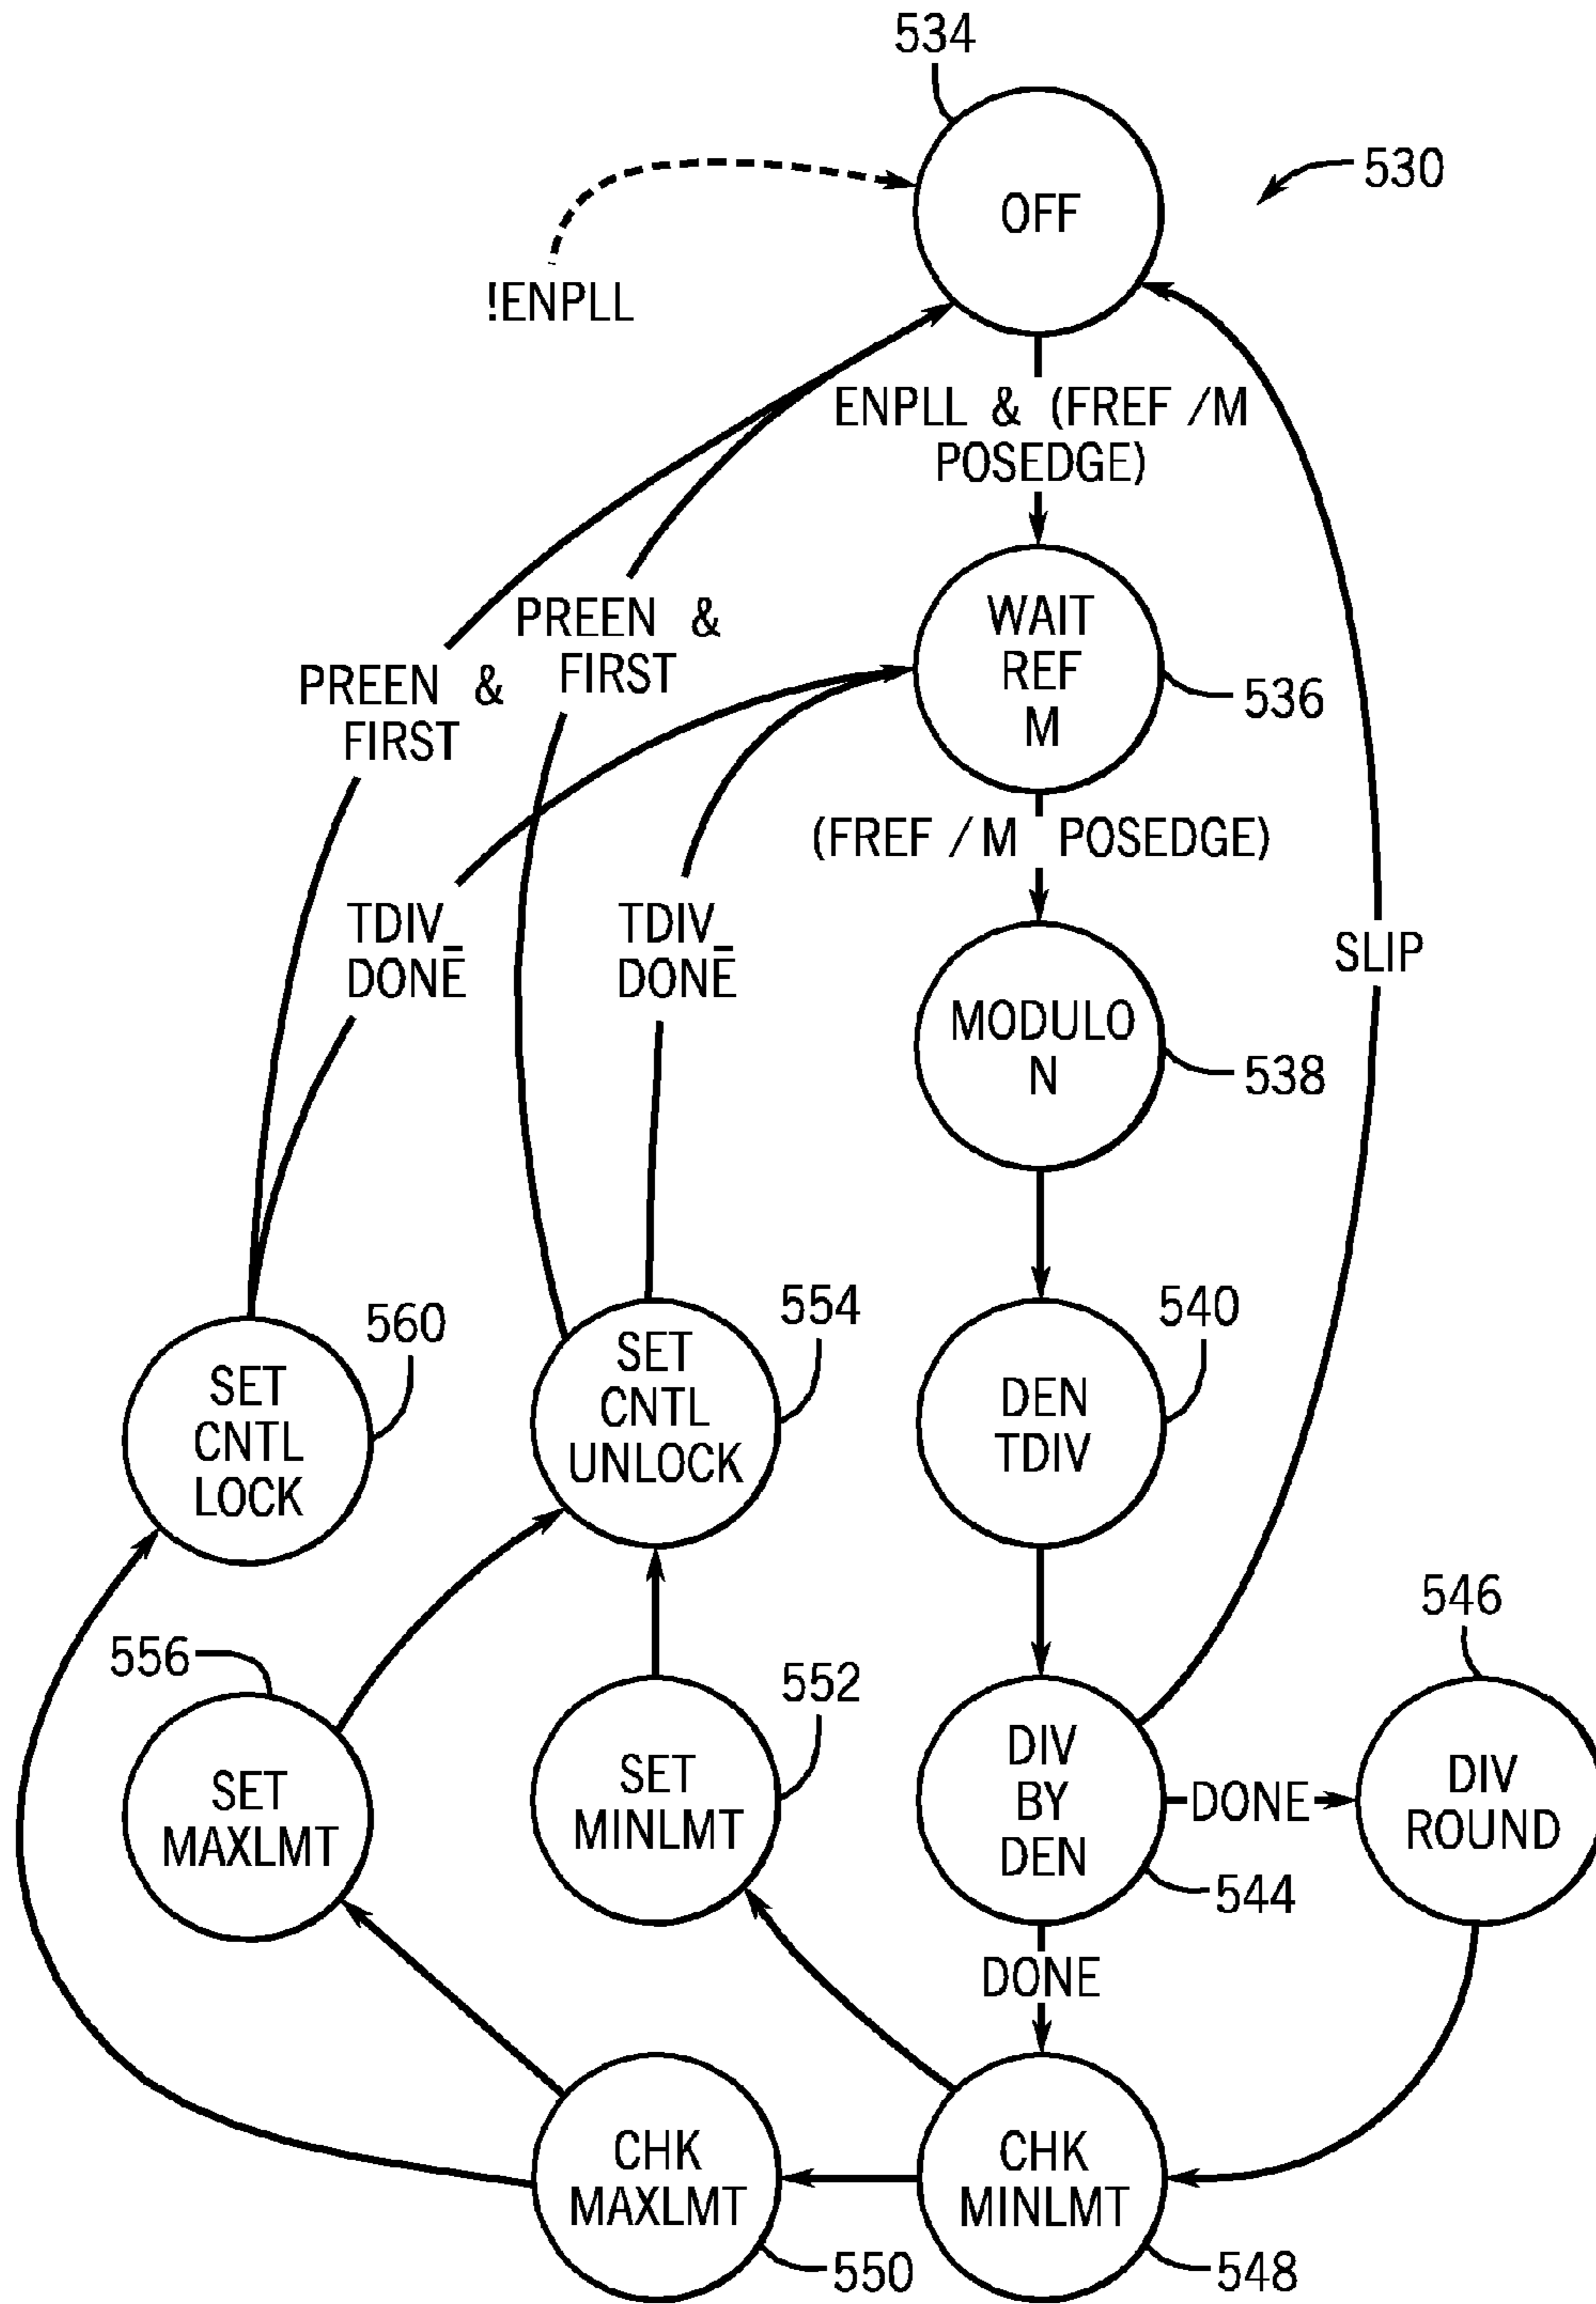 534
530
OFF
!ENPLL
ENPLL & (FREF /M
POSEDGE)
PREEN &
FIRST
PREEN &
FIRST
WAIT
REF
M
536
(FREF /M POSEDGE)
TDIV_
DONE
TDIV_
DONE
SLIP
MODULO
N
538
560
554
540
SET
CNTL
LOCK
SET
CNTL
UNLOCK
DEN
TDIV
556
552
546
SET
MAXLMT
SET
MINLMT
DIV
BY
DEN
DONE
DIV
ROUND
544
DONE
CHK
MAXLMT
CHK
MINLMT
550
548